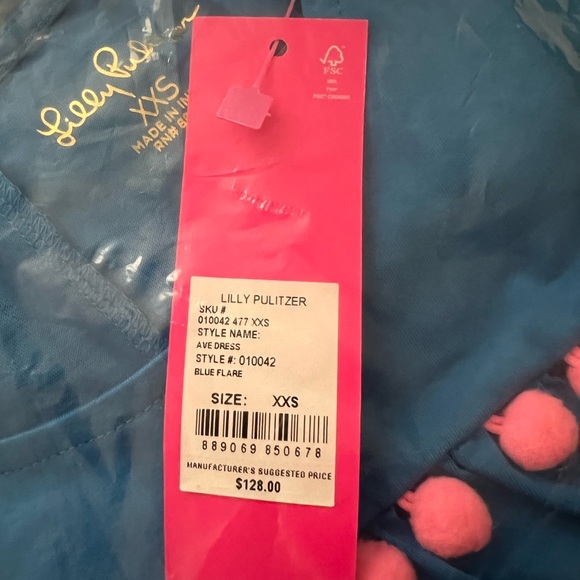 Lilly Pulitzer
XXS
MADE IN IN
RN# 
FSC
LILLY PULITZER
SKU #
010042 477 XXS
STYLE NAME:
AVE DRESS
STYLE #: 010042
BLUE FLARE
SIZE: XXS
889069 850678
MANUFACTURER'S SUGGESTED PRICE
$128.00